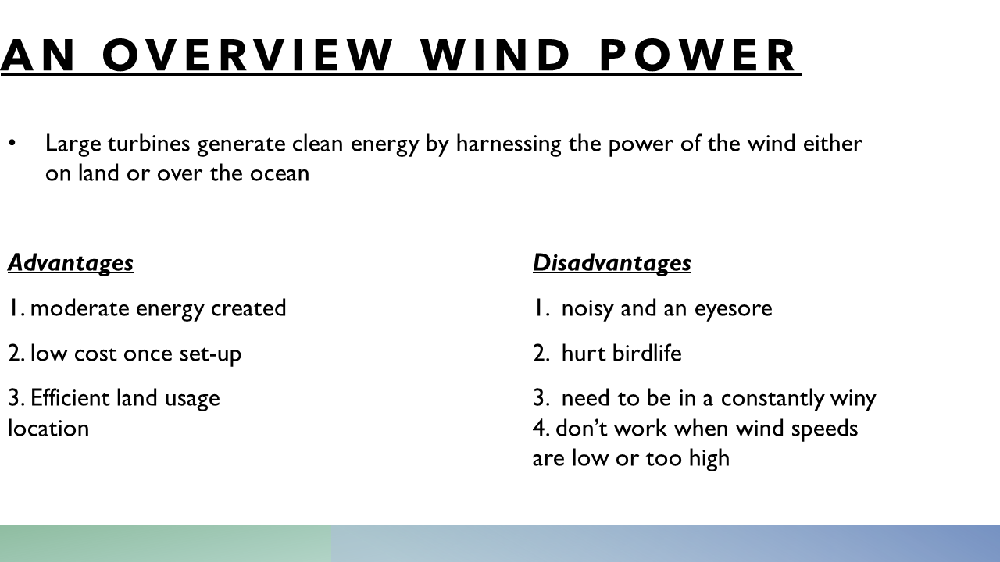 AN OVERVIEW WIND POWER
• Large turbines generate clean energy by harnessing the power of the wind either
on land or over the ocean
Advantages
1. moderate energy created
2. low cost once set-up
3. Efficient land usage
location
Disadvantages
1. noisy and an eyesore
2. hurt birdlife
3. need to be in a constantly winy
4. don’t work when wind speeds
are low or too high